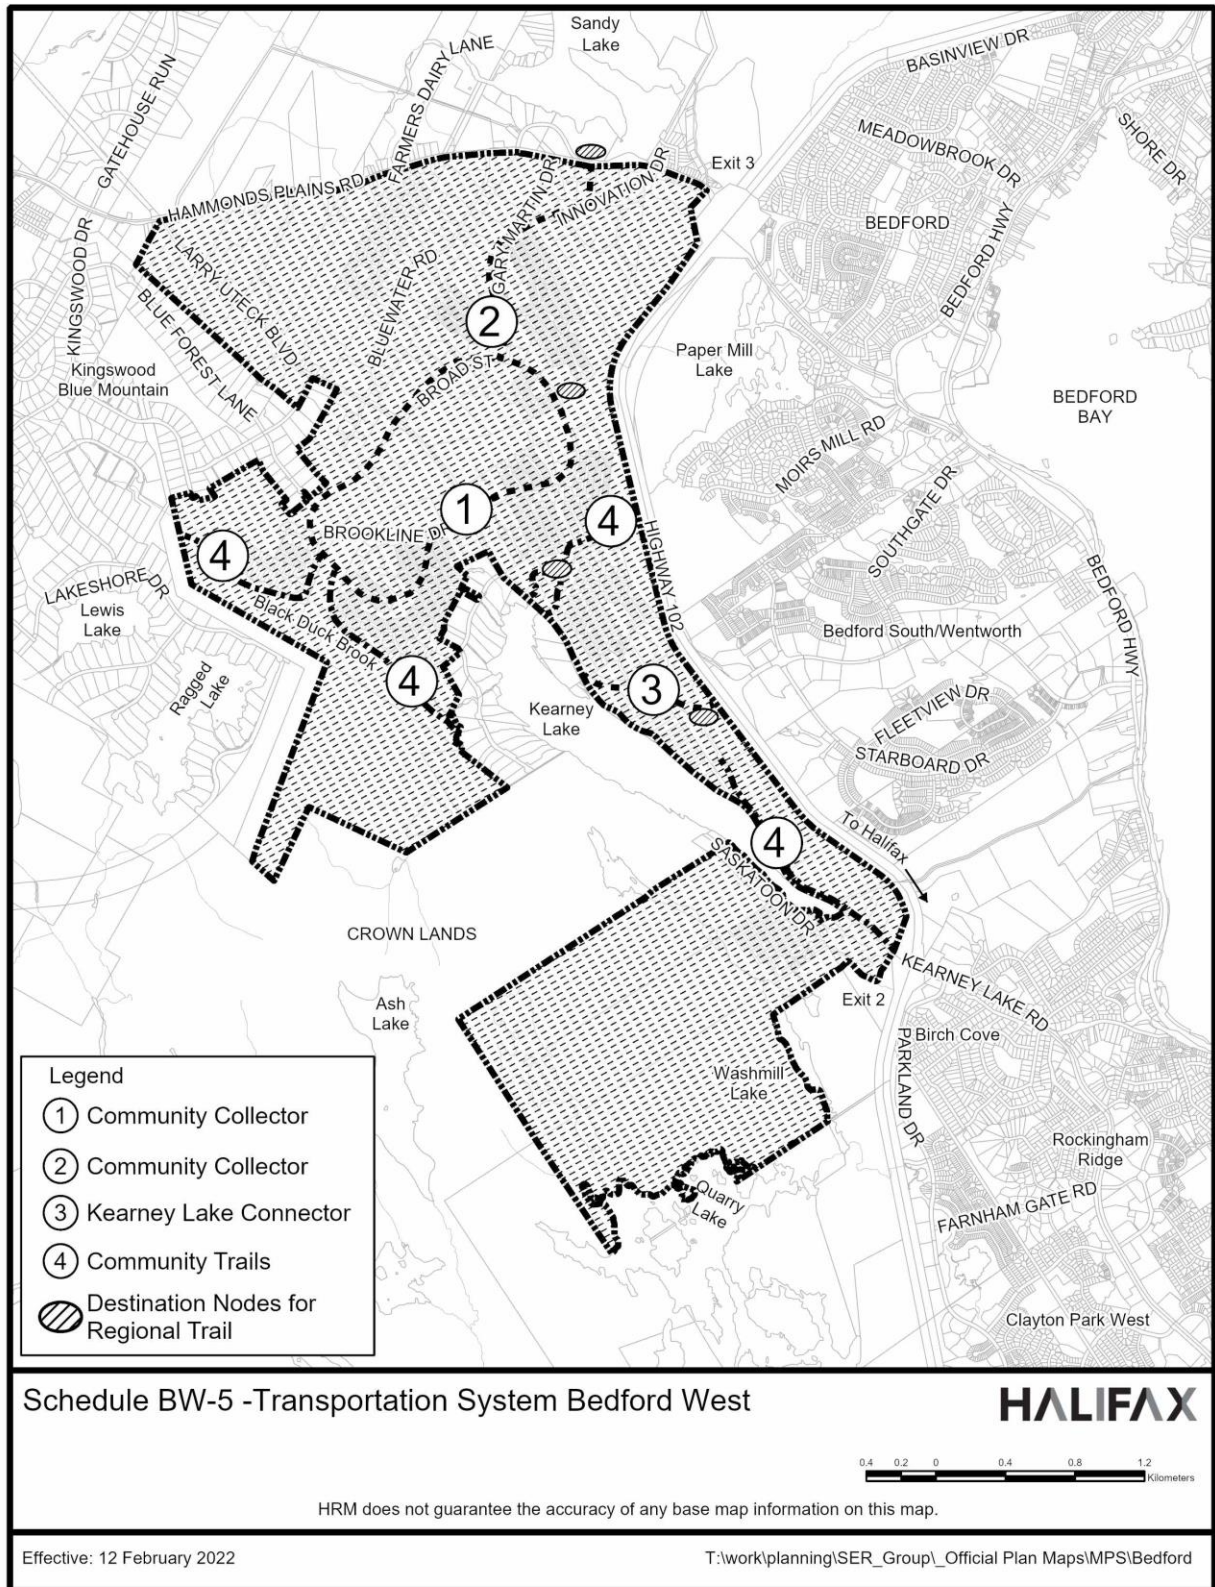 Sandy
Lake
BASINVIEW DR
FARMERS DAIRY LANE
GATEHOUSE RUN
SHORE DR
MEADOWBROOK DR
Exit 3
HAMMONDS PLAINS RD
GARY MARTIN DR
INNOVATION DR
BEDFORD
BEDFORD HWY
KINGSWOOD DR
LARRY UTECK BLVD
BLUEWATER RD
BLUE FOREST LANE
2
Kingswood
Blue Mountain
BROAD ST
Paper Mill
Lake
BEDFORD
BAY
MOIRS MILL RD
1
BROOKLINE DR
4
HIGHWAY 102
SOUTHGATE DR
4
LAKESHORE DR
Lewis
Lake
Black Duck Brook
BEDFORD HWY
Bedford South/Wentworth
Ragged
Lake
4
3
Kearney
Lake
FLEETVIEW DR
STARBOARD DR
4
To Halifax
SASKATOON DR
CROWN LANDS
KEARNEY LAKE RD
Exit 2
Ash
Lake
PARKLAND DR
Birch Cove
Washmill
Lake
Rockingham
Ridge
Quarry
Lake
FARNHAM GATE RD
Clayton Park West
Legend
1 Community Collector
2 Community Collector
3 Kearney Lake Connector
4 Community Trails
Destination Nodes for
Regional Trail
Schedule BW-5 -Transportation System Bedford West
HALIFAX
0.4 0.2 0 0.4 0.8 1.2
Kilometers
HRM does not guarantee the accuracy of any base map information on this map.
Effective: 12 February 2022
T:\work\planning\SER_Group\_Official Plan Maps\MPS\Bedford